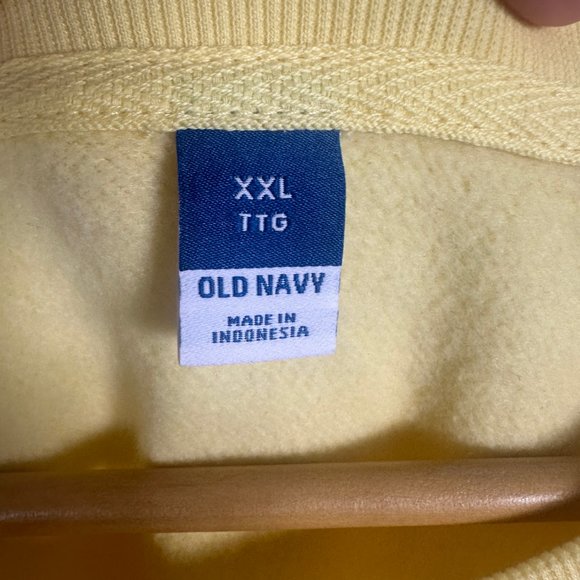 XXL
TTG
OLD NAVY
MADE IN
INDONESIA